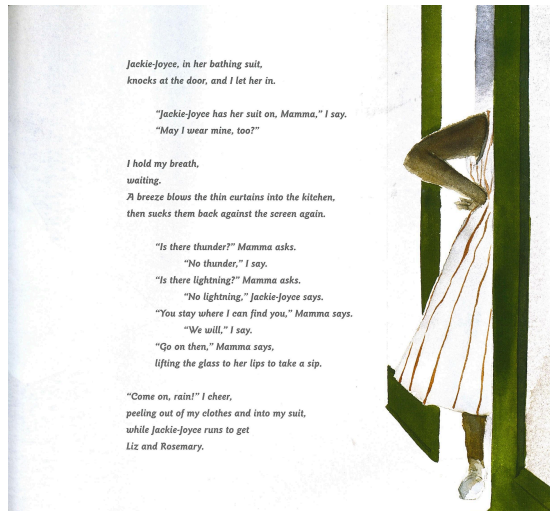 Jackie-Joyce, in her bathing suit,
knocks at the door, and I let her in.
"Jackie-Joyce has her suit on, Mamma," I say.
"May I wear mine, too?"
I hold my breath,
waiting.
A breeze blows the thin curtains into the kitchen,
then sucks them back against the screen again.
"Is there thunder?" Mamma asks.
"No thunder," I say.
"Is there lightning?" Mamma asks.
"No lightning," Jackie-Joyce says.
"You stay where I can find you," Mamma says.
"We will," I say.
"Go on then," Mamma says,
lifting the glass to her lips to take a sip.
"Come on, rain!" I cheer,
peeling out of my clothes and into my suit,
while Jackie-Joyce runs to get
Liz and Rosemary.